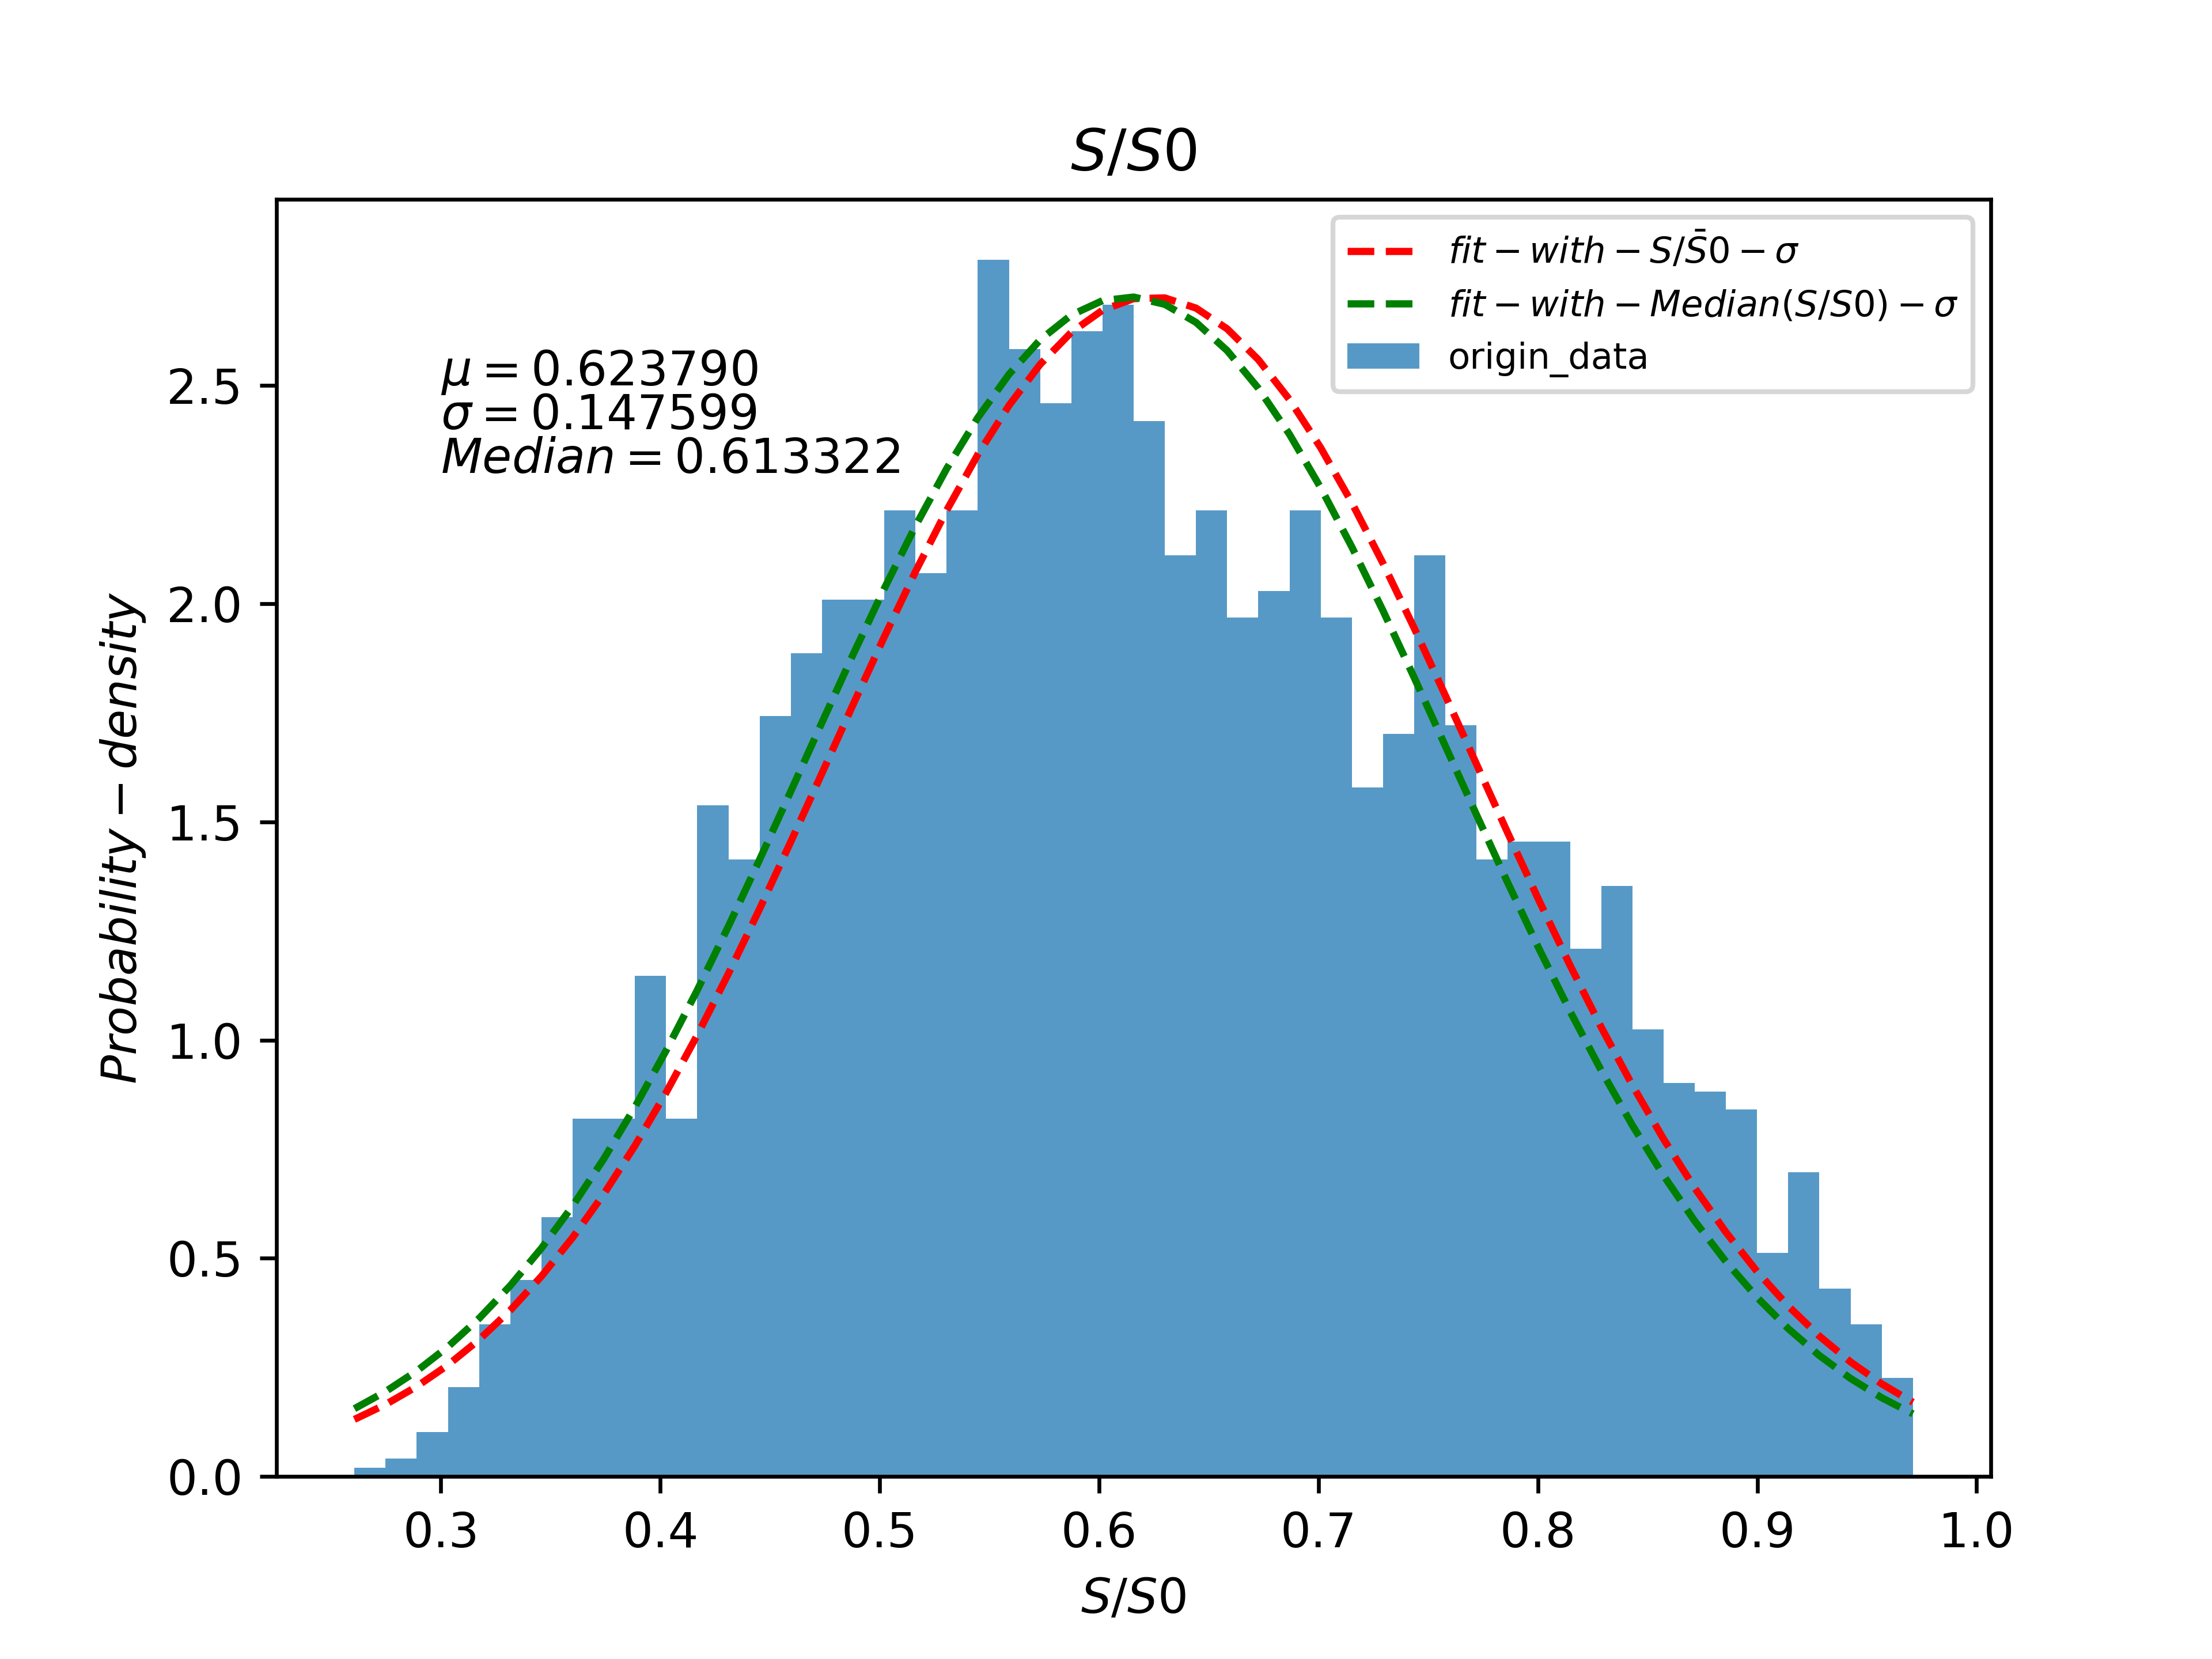 S/S0
fit − with − S/S̄0 − σ
fit − with − Median(S/S0) − σ
origin_data
μ = 0.623790
σ = 0.147599
Median = 0.613322
Probability − density
2.5
2.0
1.5
1.0
0.5
0.0
0.3 0.4 0.5 0.6 0.7 0.8 0.9 1.0
S/S0